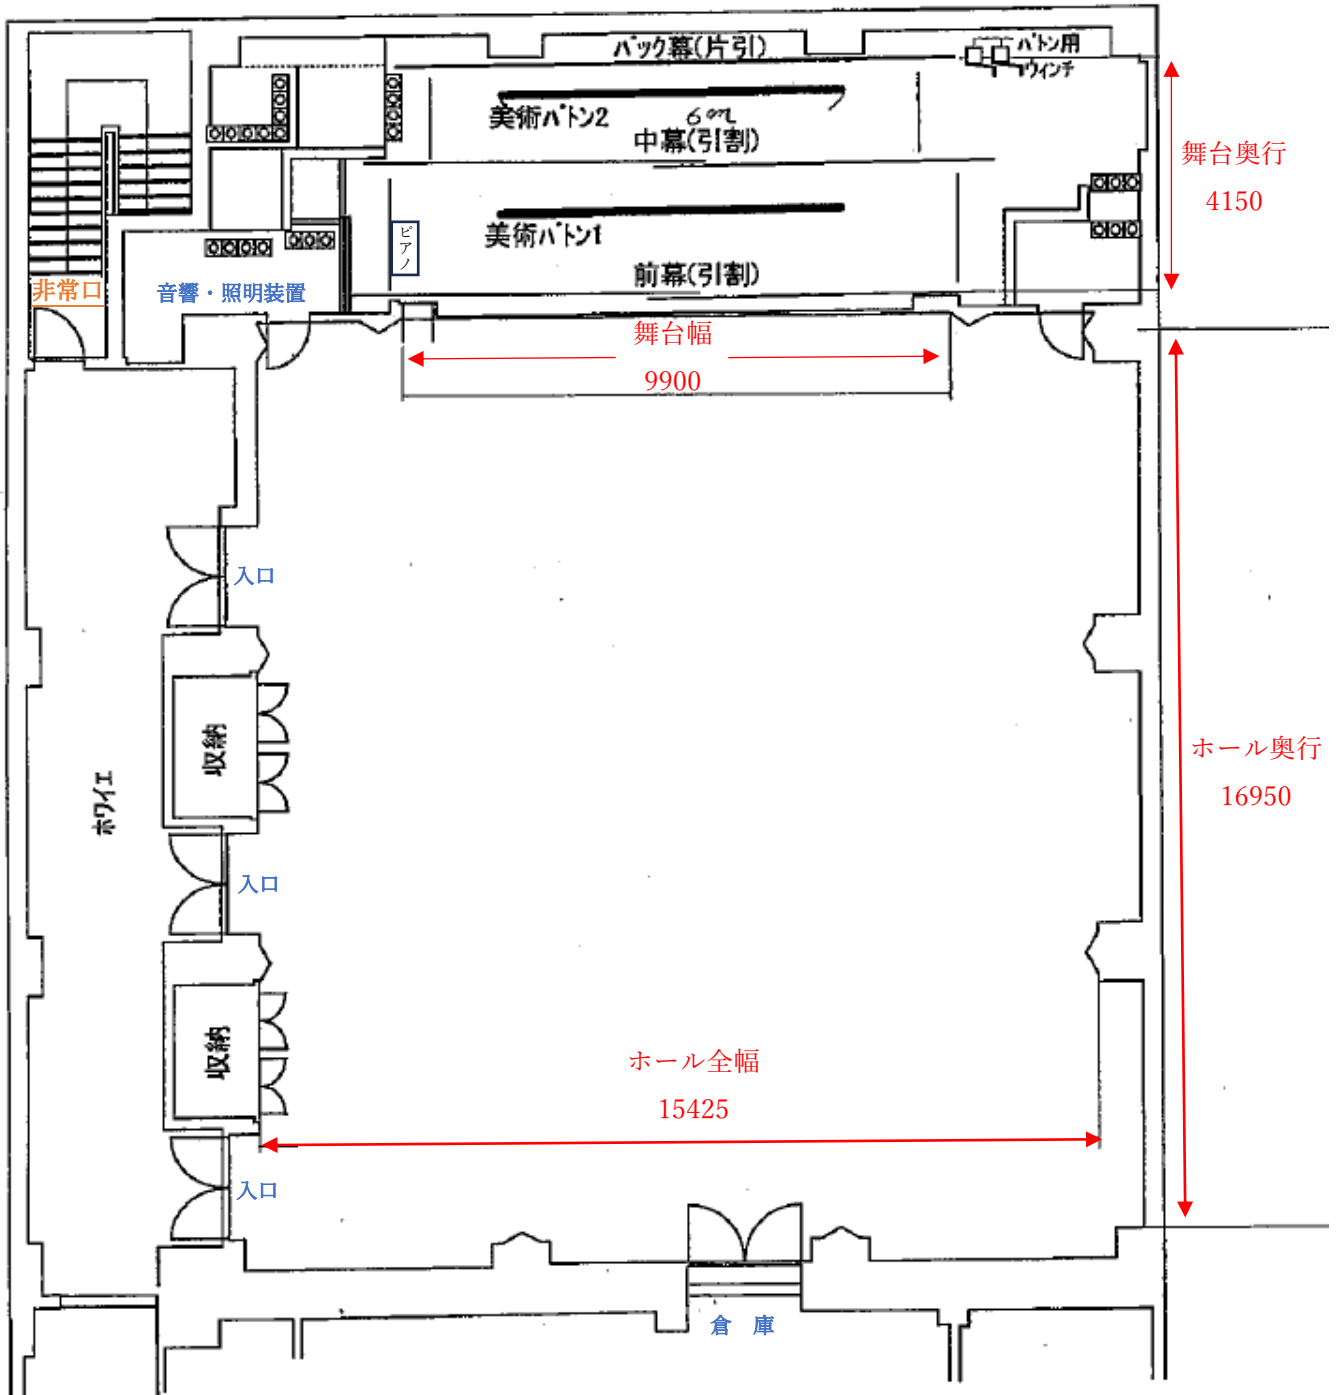 バック幕(片引)
バトン用
ウィンチ
美術バトン2
6m
中幕(引割)
舞台奥行
4150
ピアノ
美術バトン1
前幕(引割)
非常口
音響・照明装置
舞台幅
9900
入口
収納
ホワイエ
ホール奥行
16950
入口
収納
ホール全幅
15425
入口
倉 庫